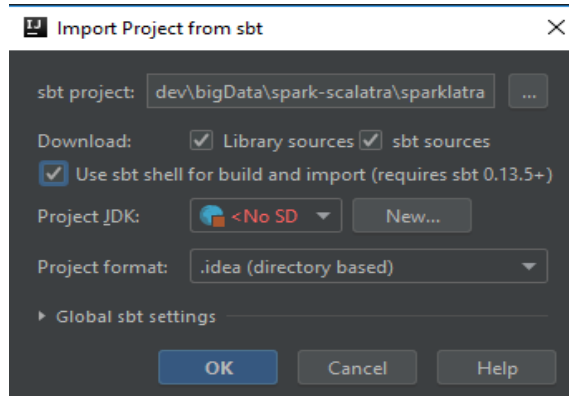 IJ Import Project from sbt
sbt project: dev\bigData\spark-scalatra\sparklatra ...
Download: Library sources sbt sources
Use sbt shell for build and import (requires sbt 0.13.5+)
Project JDK: <No SD New...
Project format: .idea (directory based)
Global sbt settings
OK Cancel Help